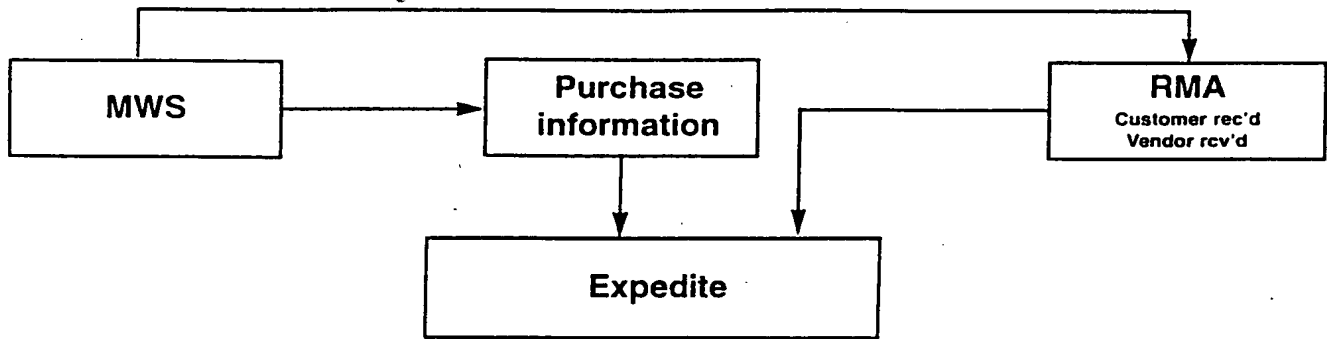 MWS
Purchase
information
RMA
Customer rec'd
Vendor rcv'd
Expedite